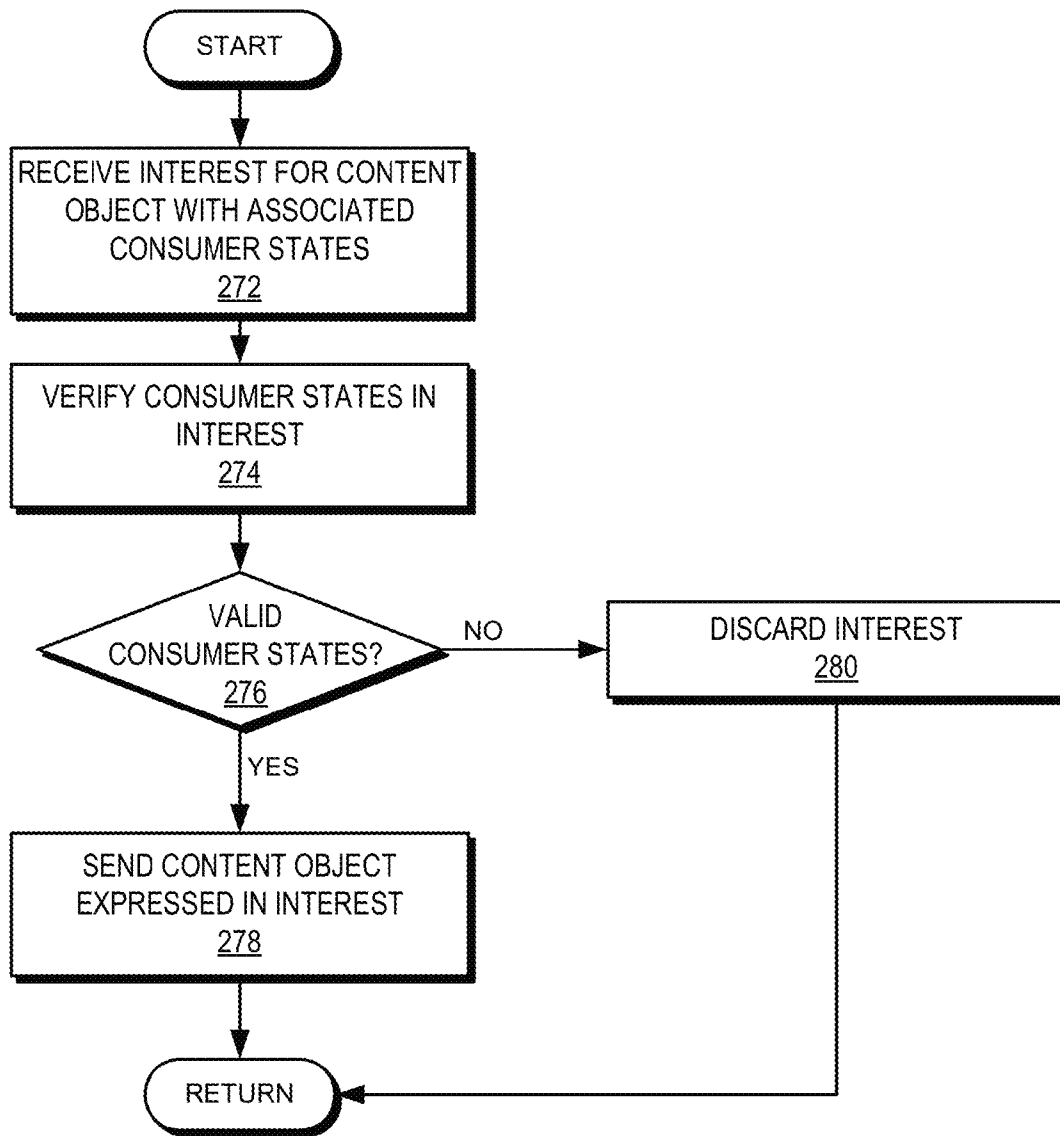 START
RECEIVE INTEREST FOR CONTENT
OBJECT WITH ASSOCIATED
CONSUMER STATES
272
VERIFY CONSUMER STATES IN
INTEREST
274
VALID
CONSUMER STATES?
276
NO
DISCARD INTEREST
280
YES
SEND CONTENT OBJECT
EXPRESSED IN INTEREST
278
RETURN